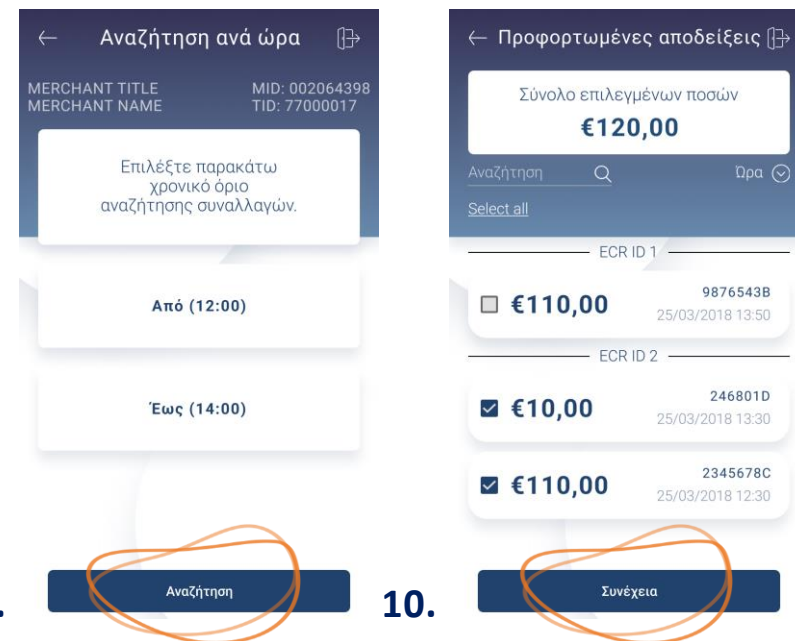 Αναζήτηση ανά ώρα
MERCHANT TITLE MID: 002064398
MERCHANT NAME TID: 77000017
Επιλέξτε παρακάτω
χρονικό όριο
αναζήτησης συναλλαγών.
Από (12:00)
Έως (14:00)
Αναζήτηση
.
10.
Προφορτωμένες αποδείξεις
Σύνολο επιλεγμένων ποσών
€120,00
Αναζήτηση Ώρα
Select all
ECR ID 1
€110,00 9876543B
25/03/2018 13:50
ECR ID 2
€10,00 246801D
25/03/2018 13:30
€110,00 2345678C
25/03/2018 12:30
Συνέχεια